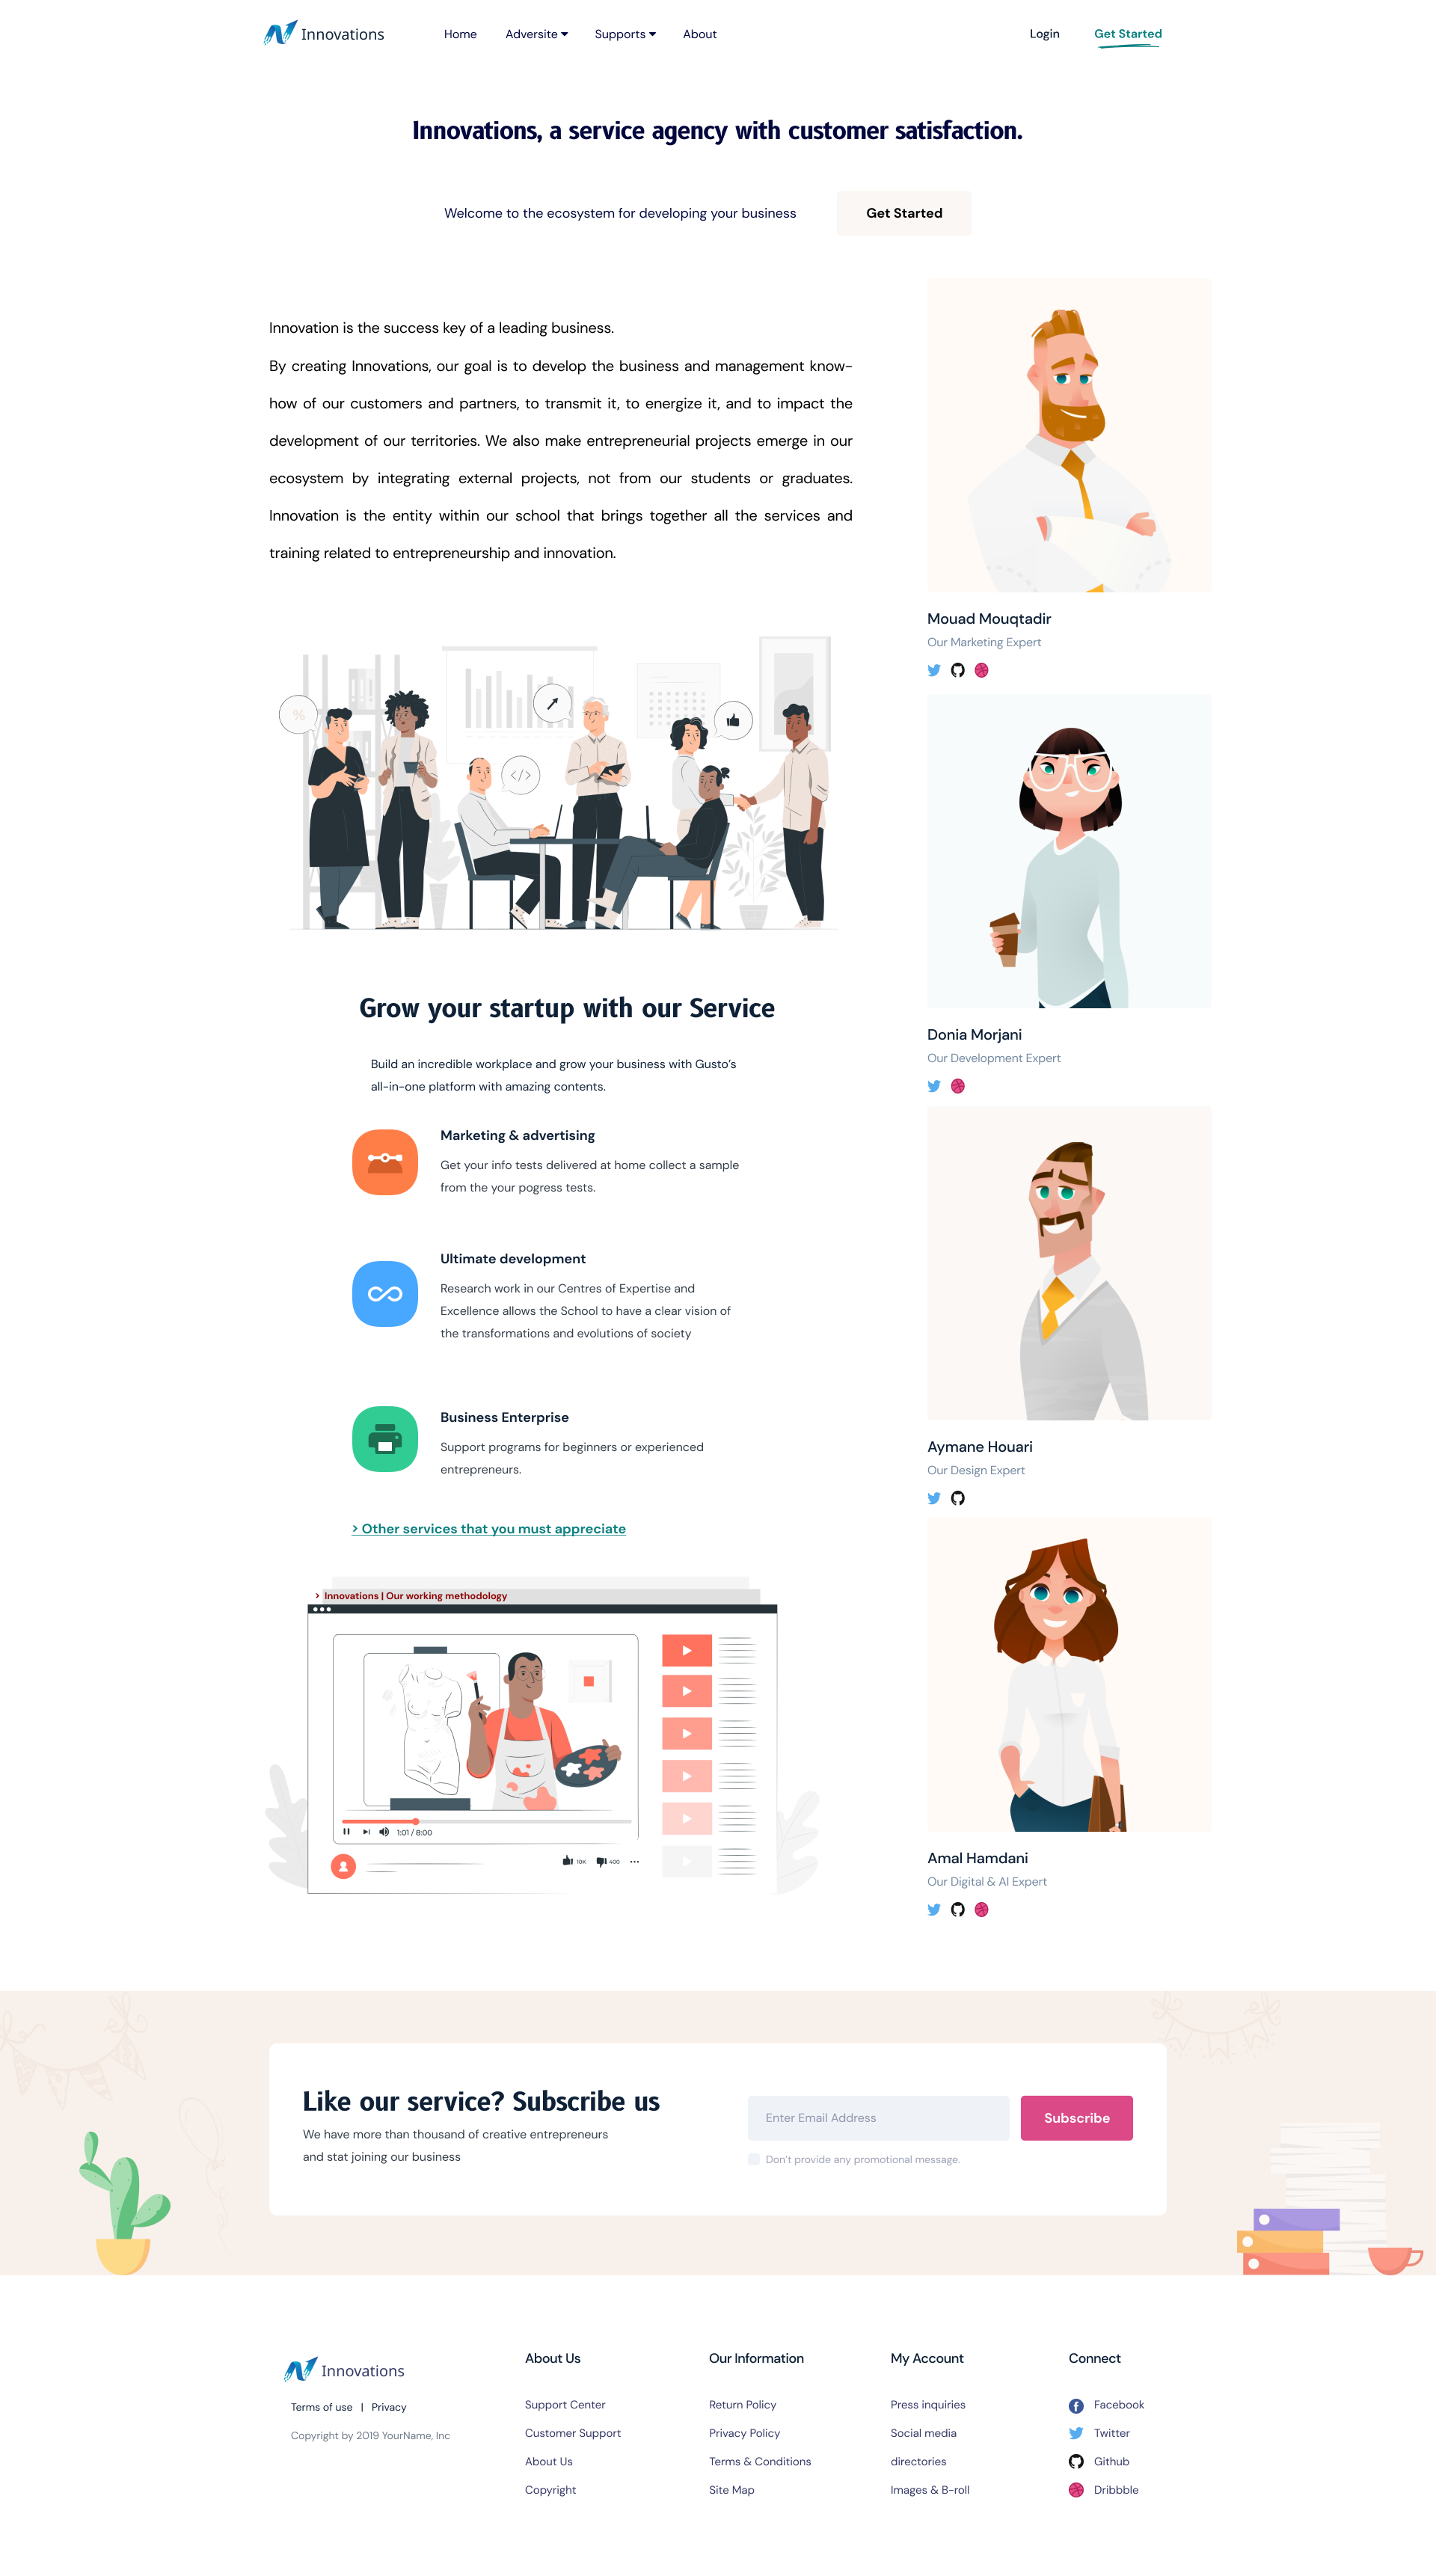 Innovations
Home
Adversite
Supports
About
Login
Get Started
Innovations, a service agency with customer satisfaction.
Welcome to the ecosystem for developing your business
Get Started
Innovation is the success key of a leading business.
By creating Innovations, our goal is to develop the business and management know-
how of our customers and partners, to transmit it, to energize it, and to impact the
development of our territories. We also make entrepreneurial projects emerge in our
ecosystem by integrating external projects, not from our students or graduates.
Innovation is the entity within our school that brings together all the services and
training related to entrepreneurship and innovation.
%
</>
Grow your startup with our Service
Build an incredible workplace and grow your business with Gusto's
all-in-one platform with amazing contents.
Marketing & advertising
Get your info tests delivered at home collect a sample
from the your pogress tests.
Ultimate development
Research work in our Centres of Expertise and
Excellence allows the School to have a clear vision of
the transformations and evolutions of society
Business Enterprise
Support programs for beginners or experienced
entrepreneurs.
> Other services that you must appreciate
> Innovations | Our working methodology
1:01 / 8:00
10K
400
Mouad Mouqtadir
Our Marketing Expert
Donia Morjani
Our Development Expert
Aymane Houari
Our Design Expert
Amal Hamdani
Our Digital & AI Expert
Like our service? Subscribe us
We have more than thousand of creative entrepreneurs
and stat joining our business
Enter Email Address
Subscribe
Don't provide any promotional message.
Innovations
Terms of use | Privacy
Copyright by 2019 YourName, Inc
About Us
Support Center
Customer Support
About Us
Copyright
Our Information
Return Policy
Privacy Policy
Terms & Conditions
Site Map
My Account
Press inquiries
Social media
directories
Images & B-roll
Connect
Facebook
Twitter
Github
Dribbble